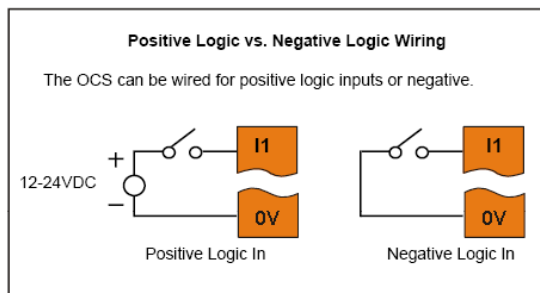 Positive Logic vs. Negative Logic Wiring
The OCS can be wired for positive logic inputs or negative.
I1
I1
+
12-24VDC
−
0V
0V
Positive Logic In
Negative Logic In